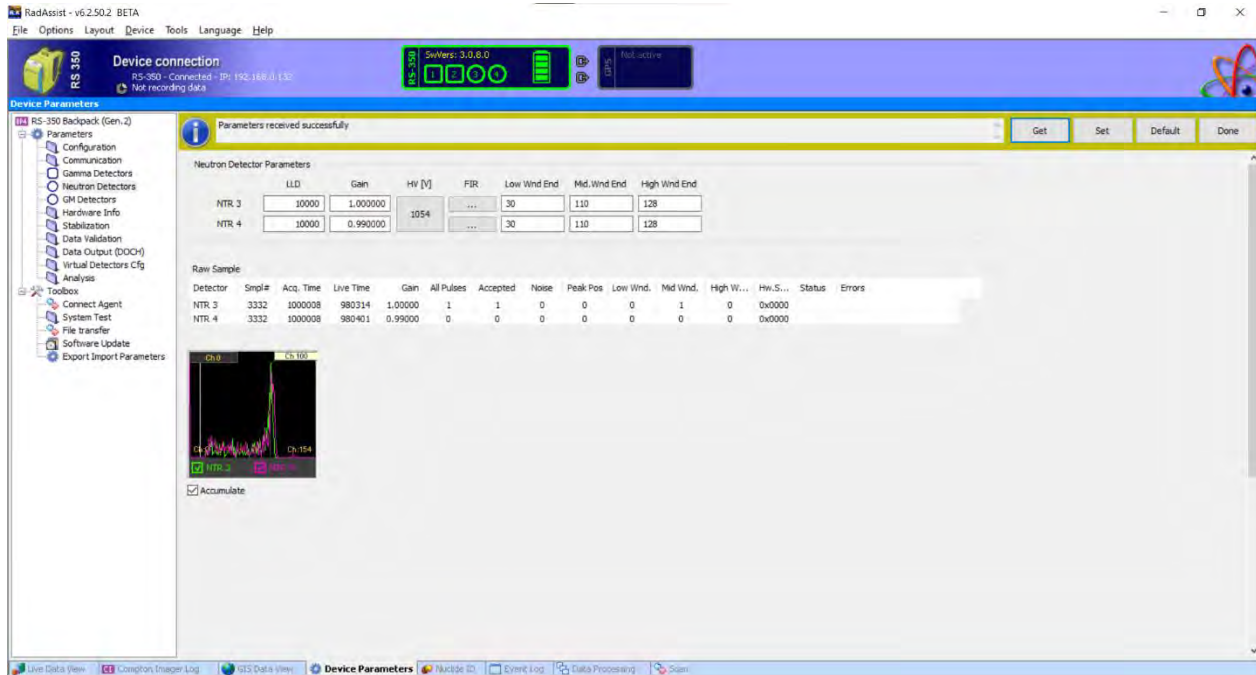 RadAssist - v6.2.50.2 BETA
File Options Layout Device Tools Language Help
RS 350
Device connection
RS-350 - Connected - IP: 192.168.0.132
Not recording data
RS-350
SwVers: 3.0.8.0
1 2 3 4
GPS
Not active
Device Parameters
RS-350 Backpack (Gen.2)
Parameters
Configuration
Communication
Gamma Detectors
Neutron Detectors
GM Detectors
Hardware Info
Stabilization
Data Validation
Data Output (DOCH)
Virtual Detectors Cfg
Analysis
Toolbox
Connect Agent
System Test
File transfer
Software Update
Export Import Parameters
Parameters received successfully
Get Set Default Done
Neutron Detector Parameters
LLD Gain HV [V] FIR Low Wnd End Mid.Wnd End High Wnd End
NTR 3 10000 1.000000 1054 ... 30 110 128
NTR 4 10000 0.990000 ... 30 110 128
Raw Sample
Detector Smpl# Acq. Time Live Time Gain All Pulses Accepted Noise Peak Pos Low Wnd. Mid Wnd. High W... Hw.S... Status Errors
NTR 3 3332 1000008 980314 1.00000 1 1 0 0 0 1 0 0x0000
NTR 4 3332 1000008 980401 0.99000 0 0 0 0 0 0 0 0x0000
Ch 0 Ch 100
Ch:154
NTR 3
Accumulate
Live Data View Compton Imager Log GIS Data View Device Parameters Nuclide ID Event Log Data Processing Scan